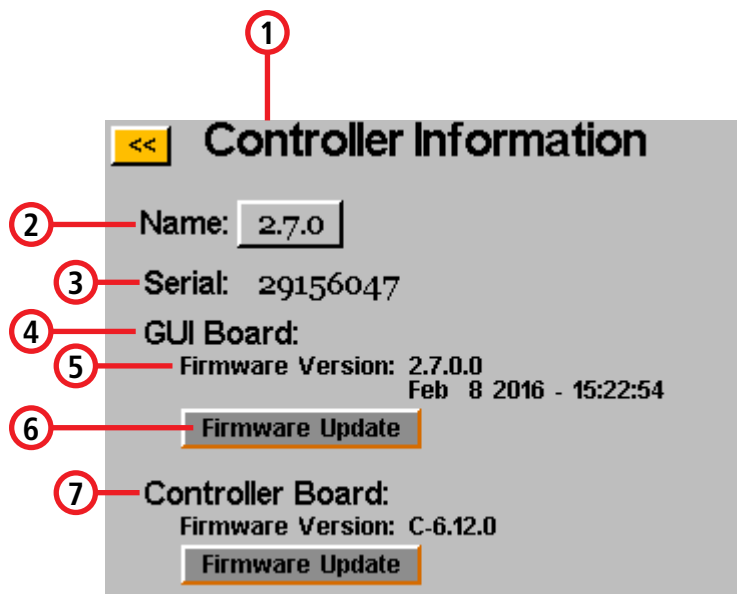 1
<< Controller Information
2 Name: 2.7.0
3 Serial: 29156047
4 GUI Board:
5 Firmware Version: 2.7.0.0
Feb 8 2016 - 15:22:54
6 Firmware Update
7 Controller Board:
Firmware Version: C-6.12.0
Firmware Update